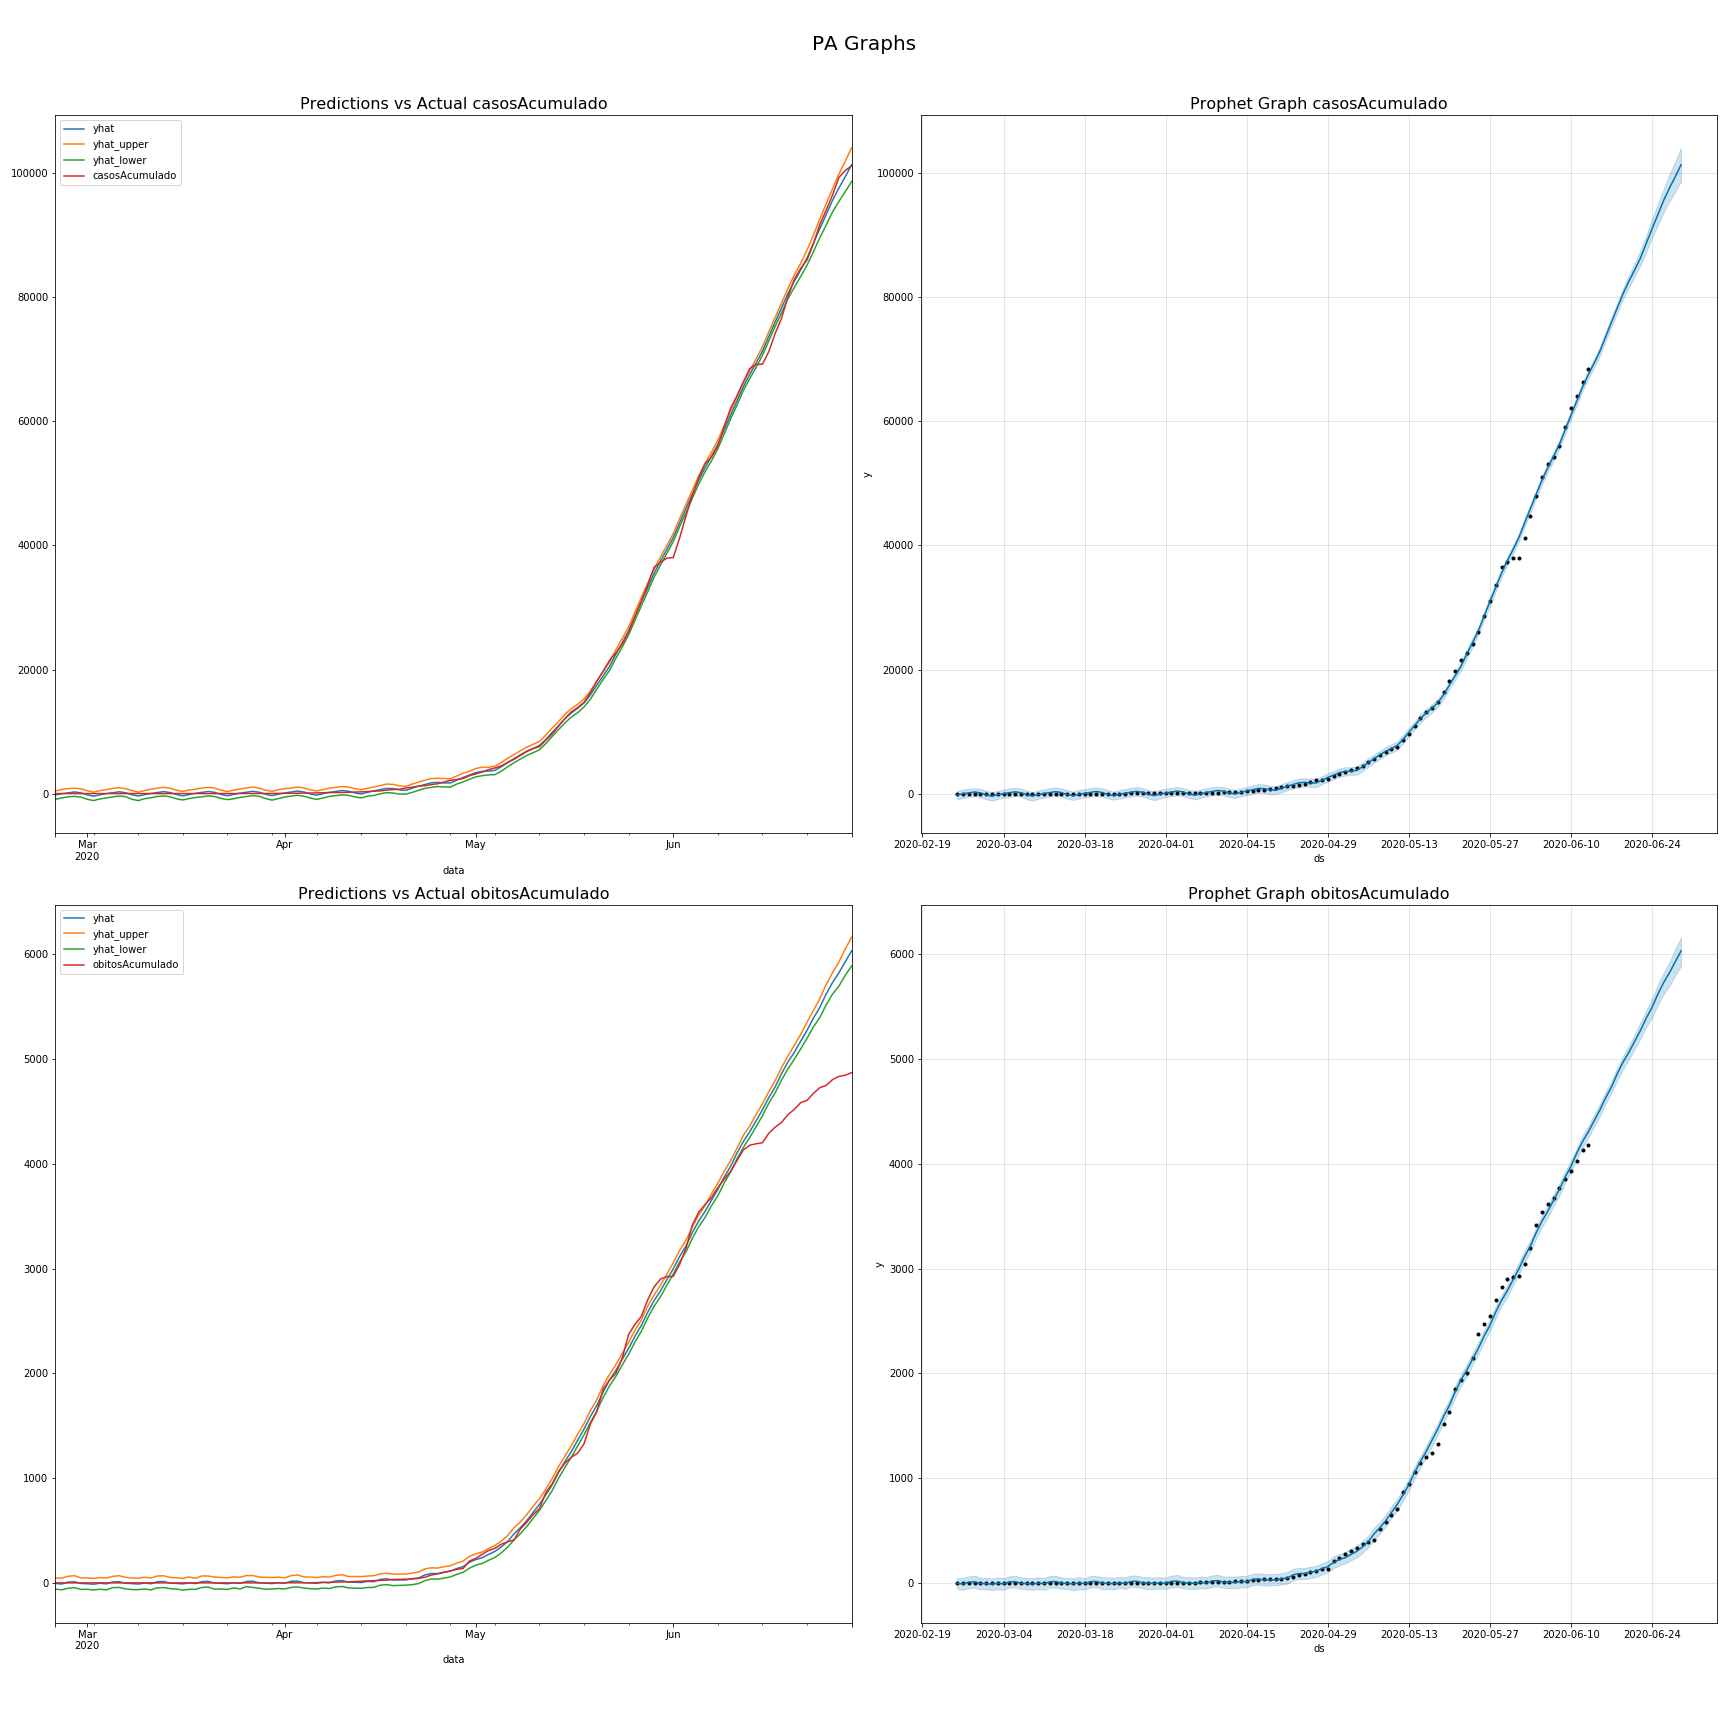 PA Graphs
Predictions vs Actual casosAcumulado
yhat
yhat_upper
yhat_lower
casosAcumulado
100000
80000
60000
40000
20000
0
Mar
2020
Apr
May
Jun
data
Prophet Graph casosAcumulado
y
100000
80000
60000
40000
20000
0
2020-02-19
2020-03-04
2020-03-18
2020-04-01
2020-04-15
2020-04-29
2020-05-13
2020-05-27
2020-06-10
2020-06-24
ds
Predictions vs Actual obitosAcumulado
yhat
yhat_upper
yhat_lower
obitosAcumulado
6000
5000
4000
3000
2000
1000
0
Mar
2020
Apr
May
Jun
data
Prophet Graph obitosAcumulado
y
6000
5000
4000
3000
2000
1000
0
2020-02-19
2020-03-04
2020-03-18
2020-04-01
2020-04-15
2020-04-29
2020-05-13
2020-05-27
2020-06-10
2020-06-24
ds